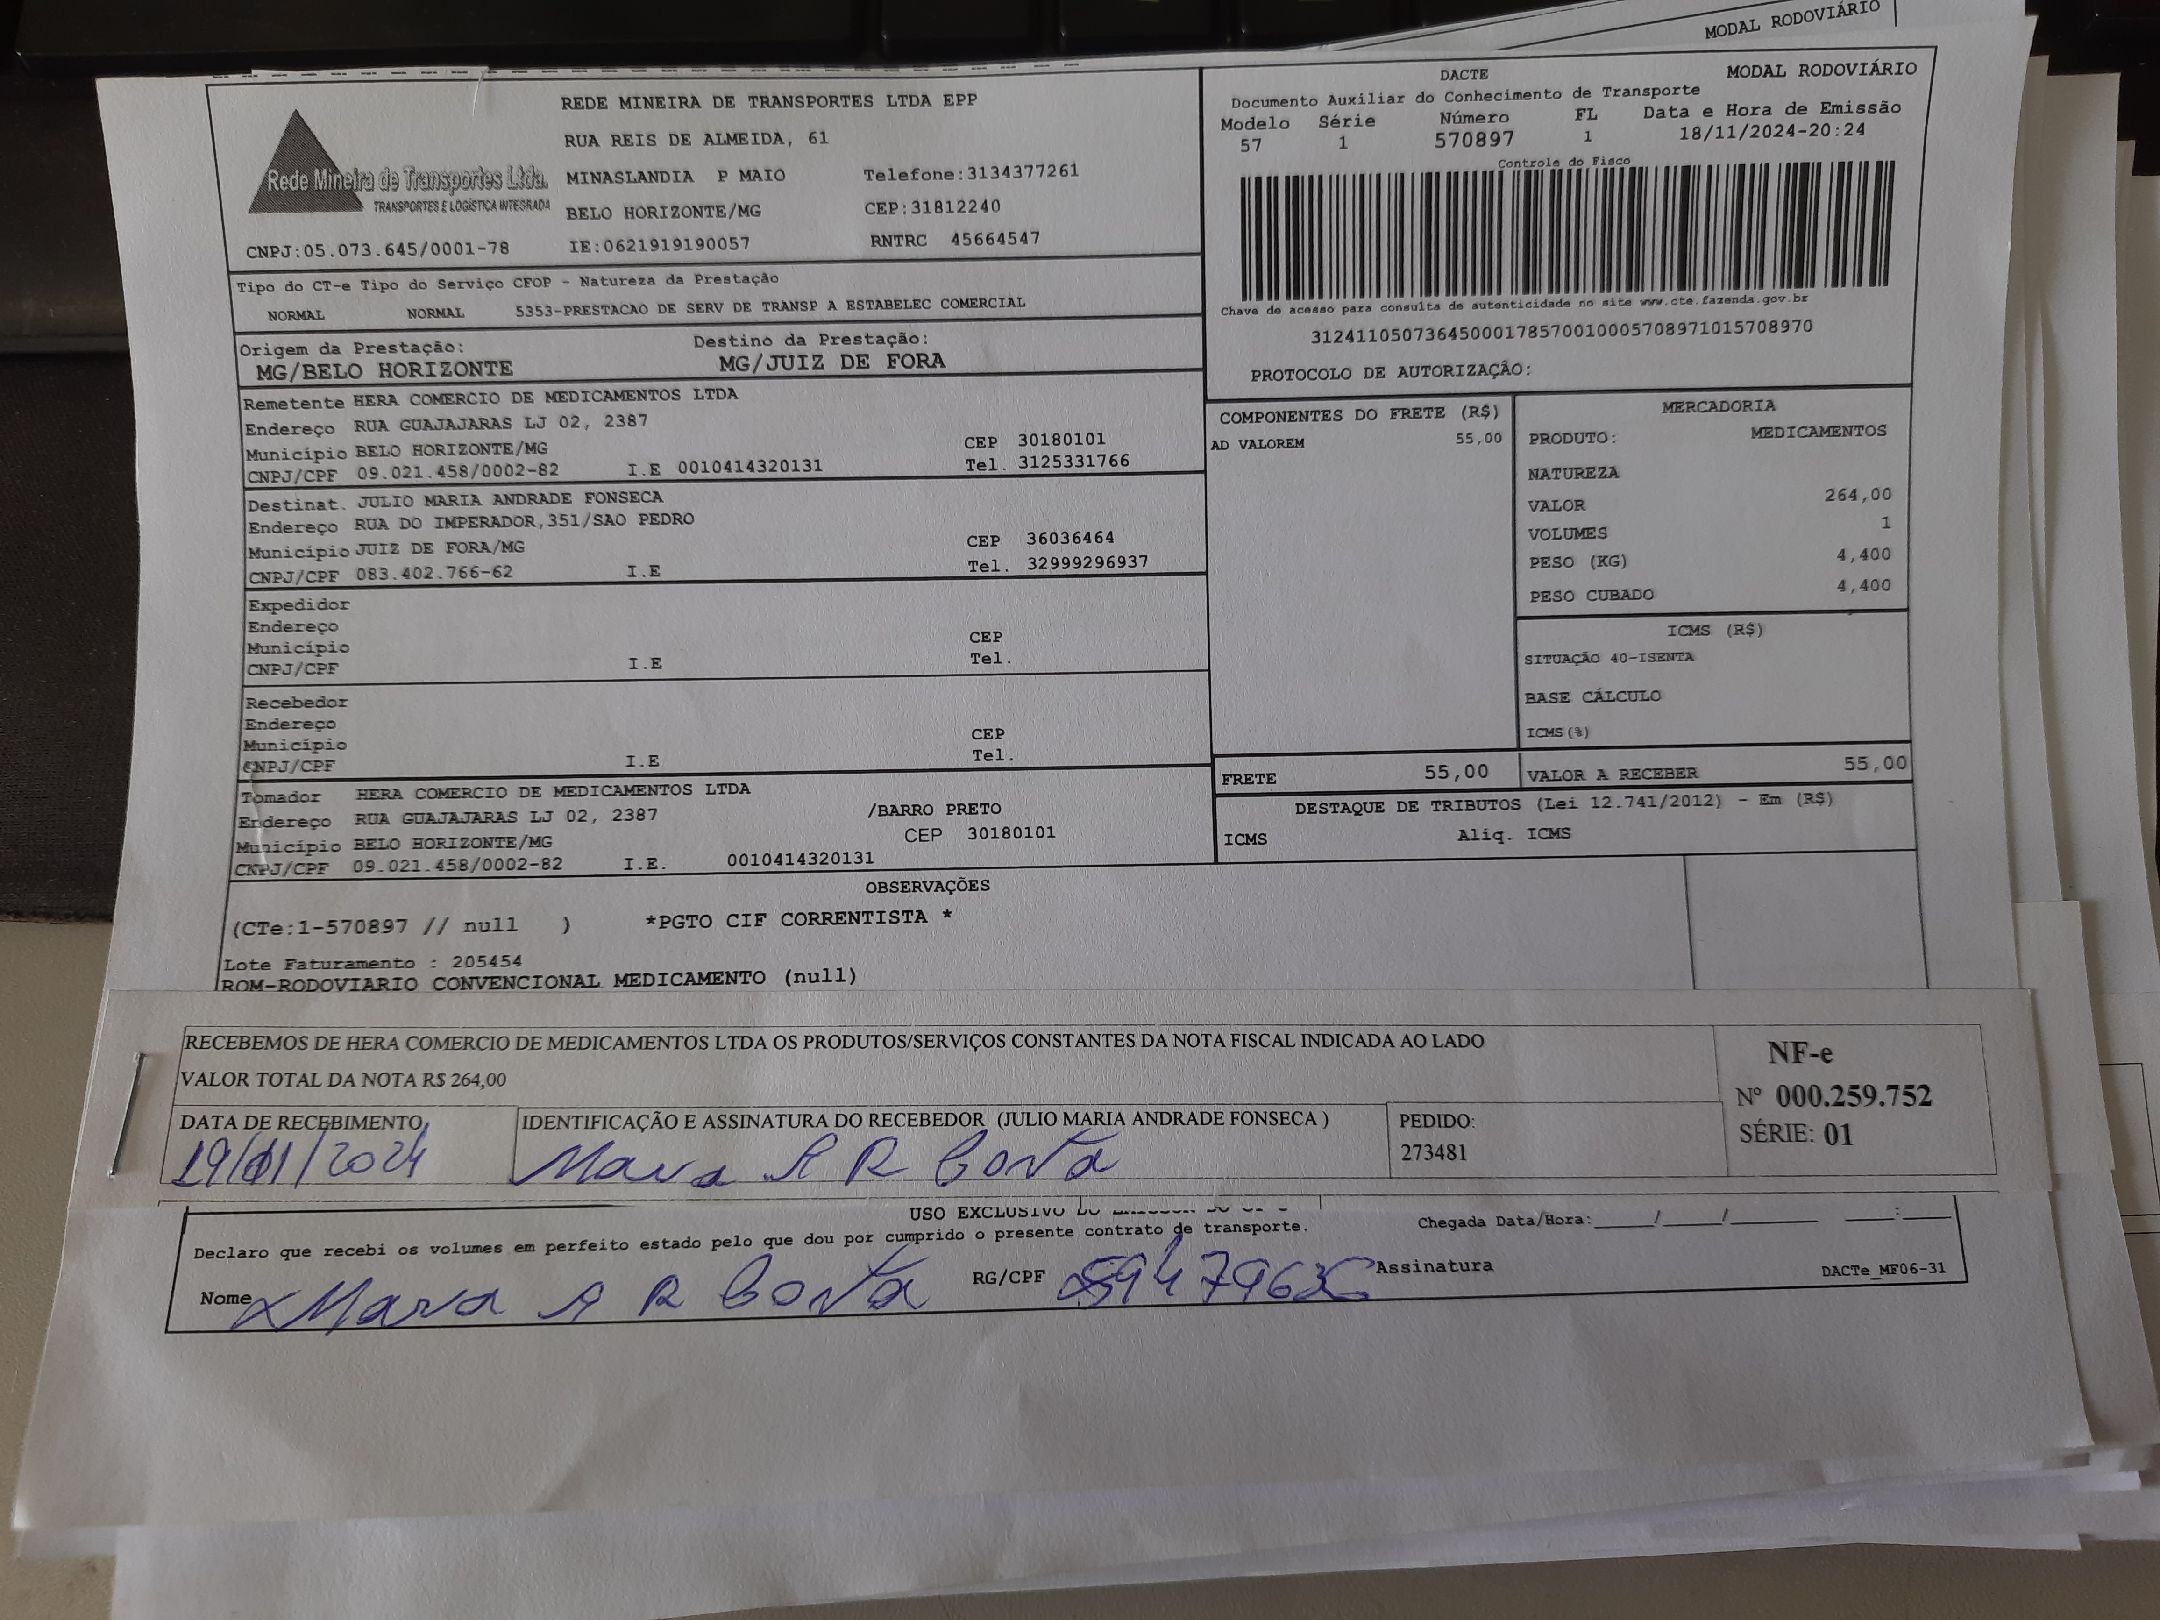 MODAL RODOVIÁRIO
Rede Mineira de Transportes Ltda.
TRANSPORTES E LOGÍSTICA INTEGRADA
REDE MINEIRA DE TRANSPORTES LTDA EPP
RUA REIS DE ALMEIDA, 61
MINASLANDIA P MAIO Telefone:3134377261
BELO HORIZONTE/MG CEP:31812240
CNPJ:05.073.645/0001-78 IE:0621919190057 RNTRC 45664547
DACTE MODAL RODOVIÁRIO
Documento Auxiliar do Conhecimento de Transporte
Modelo Série Número FL Data e Hora de Emissão
57 1 570897 1 18/11/2024-20:24
Controle do Fisco
Chave de acesso para consulta de autenticidade no site www.cte.fazenda.gov.br
31241105073645000178570010005708971015708970
PROTOCOLO DE AUTORIZAÇÃO:
Tipo do CT-e Tipo do Serviço CFOP - Natureza da Prestação
NORMAL NORMAL 5353-PRESTACAO DE SERV DE TRANSP A ESTABELEC COMERCIAL
Origem da Prestação: Destino da Prestação:
MG/BELO HORIZONTE MG/JUIZ DE FORA
Remetente HERA COMERCIO DE MEDICAMENTOS LTDA
Endereço RUA GUAJAJARAS LJ 02, 2387
Município BELO HORIZONTE/MG CEP 30180101
CNPJ/CPF 09.021.458/0002-82 I.E 0010414320131 Tel. 3125331766
Destinat. JULIO MARIA ANDRADE FONSECA
Endereço RUA DO IMPERADOR,351/SAO PEDRO
Município JUIZ DE FORA/MG CEP 36036464
CNPJ/CPF 083.402.766-62 I.E Tel. 32999296937
Expedidor
Endereço
Município CEP
CNPJ/CPF I.E Tel.
Recebedor
Endereço
Município CEP
CNPJ/CPF I.E Tel.
Tomador HERA COMERCIO DE MEDICAMENTOS LTDA
Endereço RUA GUAJAJARAS LJ 02, 2387 /BARRO PRETO
Município BELO HORIZONTE/MG CEP 30180101
CNPJ/CPF 09.021.458/0002-82 I.E. 0010414320131
COMPONENTES DO FRETE (R$)
AD VALOREM 55,00
MERCADORIA
PRODUTO: MEDICAMENTOS
NATUREZA
VALOR 264,00
VOLUMES 1
PESO (KG) 4,400
PESO CUBADO 4,400
ICMS (R$)
SITUAÇÃO 40-ISENTA
BASE CÁLCULO
ICMS(%)
FRETE 55,00 VALOR A RECEBER 55,00
DESTAQUE DE TRIBUTOS (Lei 12.741/2012) - Em (R$)
ICMS Aliq. ICMS
OBSERVAÇÕES
(CTe:1-570897 // null ) *PGTO CIF CORRENTISTA *
Lote Faturamento : 205454
ROM-RODOVIARIO CONVENCIONAL MEDICAMENTO (null)
RECEBEMOS DE HERA COMERCIO DE MEDICAMENTOS LTDA OS PRODUTOS/SERVIÇOS CONSTANTES DA NOTA FISCAL INDICADA AO LADO
VALOR TOTAL DA NOTA R$ 264,00
DATA DE RECEBIMENTO IDENTIFICAÇÃO E ASSINATURA DO RECEBEDOR (JULIO MARIA ANDRADE FONSECA )
19/11/2024 Mara A R Costa
PEDIDO:
273481
NF-e
Nº 000.259.752
SÉRIE: 01
USO EXCLUSIVO DO
Chegada Data/Hora:____/____/______ ___:___
Declaro que recebi os volumes em perfeito estado pelo que dou por cumprido o presente contrato de transporte.
Nome Mara A R Costa RG/CPF Assinatura DACTe_MF06-31